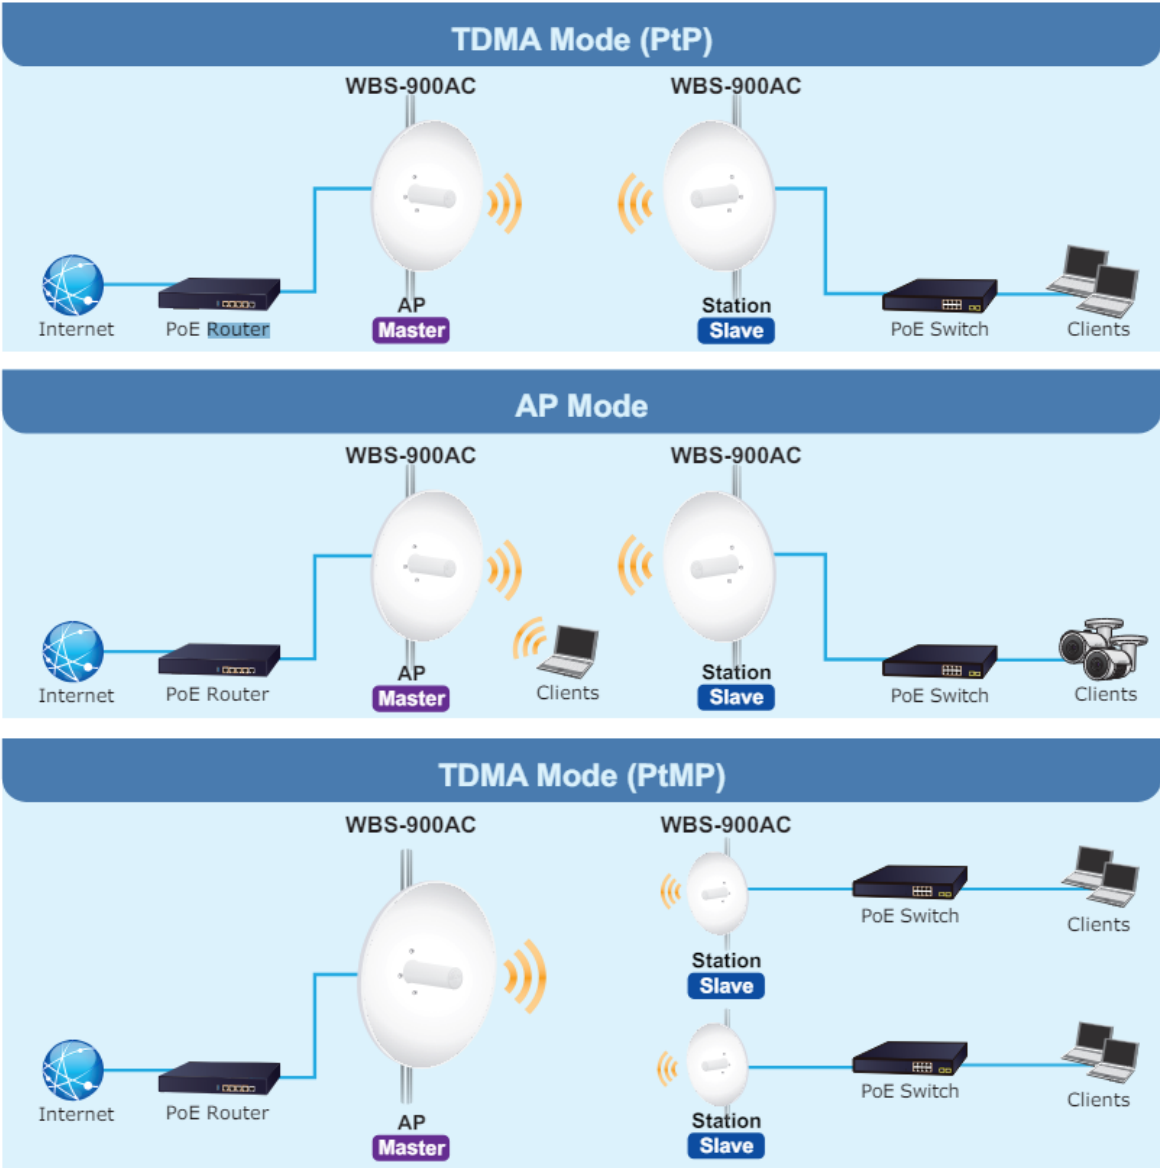 TDMA Mode (PtP)
WBS-900AC WBS-900AC
Internet PoE Router AP Station PoE Switch Clients
Master Slave
AP Mode
WBS-900AC WBS-900AC
Internet PoE Router AP Clients Station PoE Switch Clients
Master Slave
TDMA Mode (PtMP)
WBS-900AC WBS-900AC
PoE Switch Clients
Station
Slave
Internet PoE Router PoE Switch Clients
AP Station
Master Slave